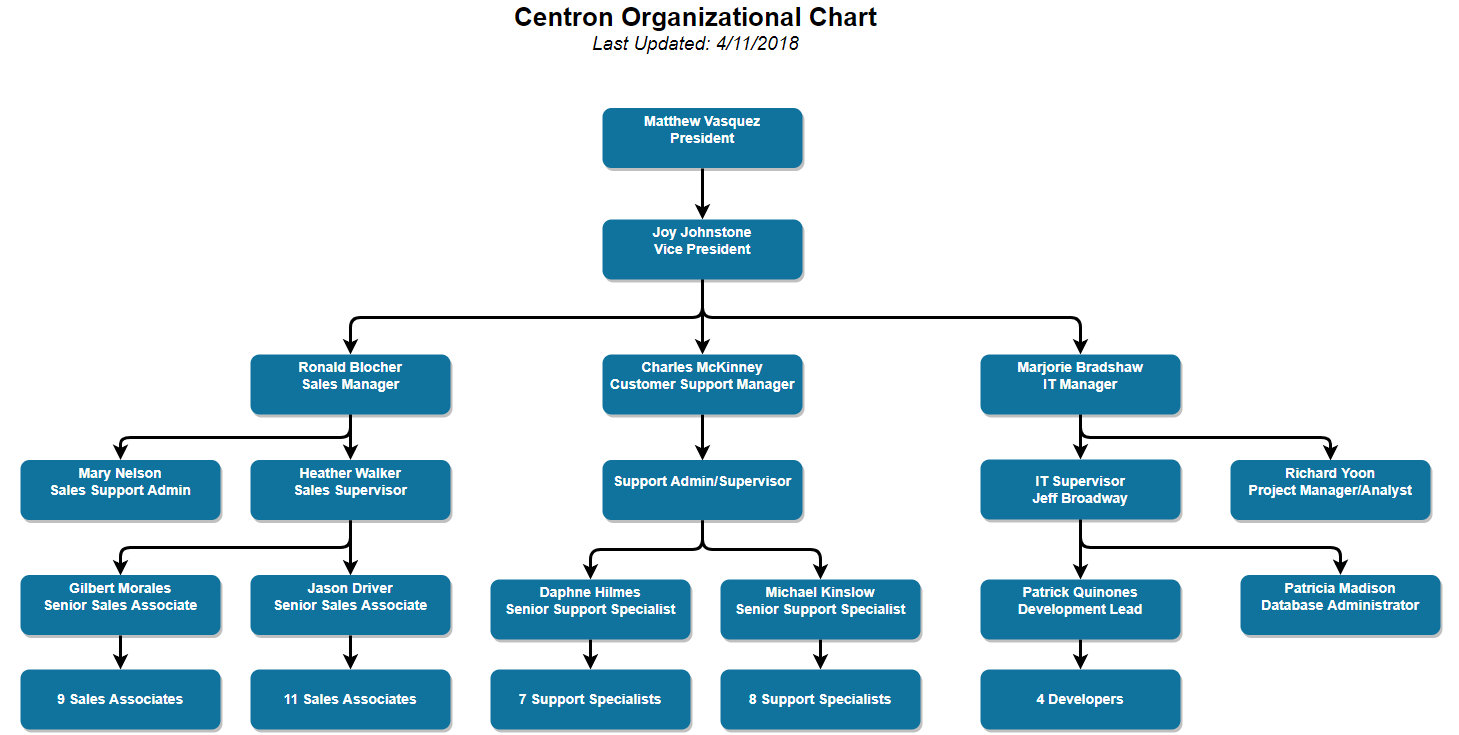 Centron Organizational Chart
Last Updated: 4/11/2018
Matthew Vasquez
President
Joy Johnstone
Vice President
Ronald Blocher
Sales Manager
Charles McKinney
Customer Support Manager
Marjorie Bradshaw
IT Manager
Mary Nelson
Sales Support Admin
Heather Walker
Sales Supervisor
Support Admin/Supervisor
IT Supervisor
Jeff Broadway
Richard Yoon
Project Manager/Analyst
Gilbert Morales
Senior Sales Associate
Jason Driver
Senior Sales Associate
Daphne Hilmes
Senior Support Specialist
Michael Kinslow
Senior Support Specialist
Patrick Quinones
Development Lead
Patricia Madison
Database Administrator
9 Sales Associates
11 Sales Associates
7 Support Specialists
8 Support Specialists
4 Developers